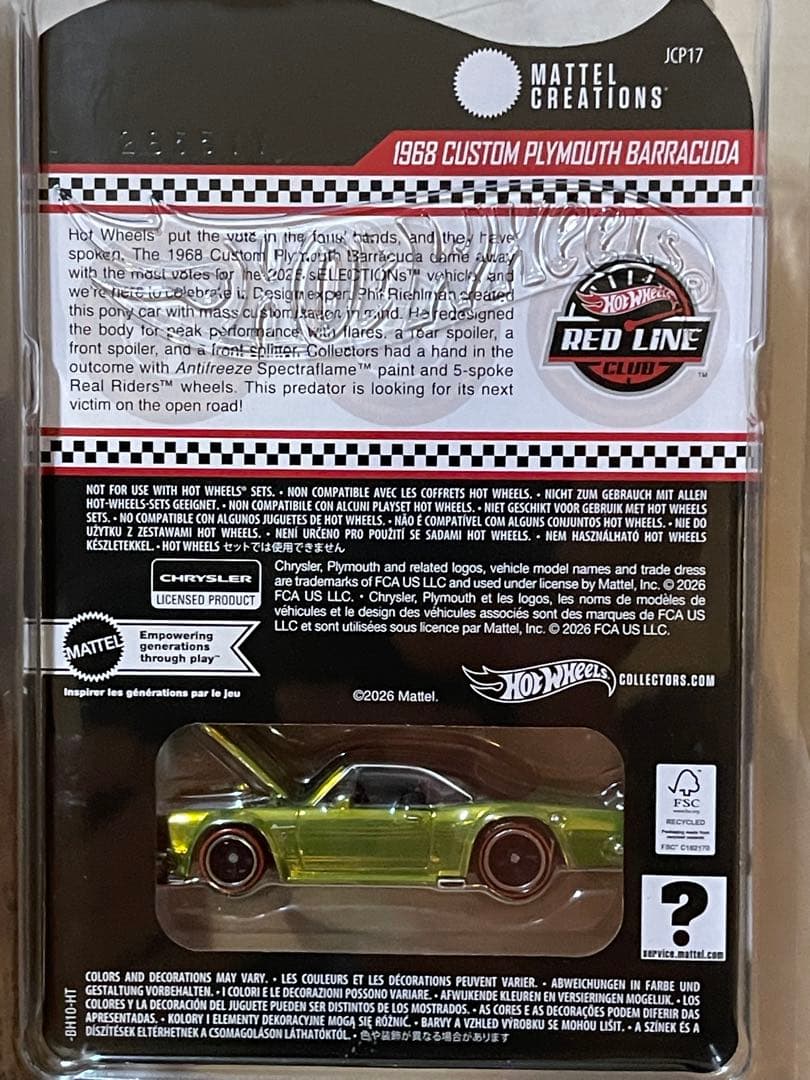 JCP17
MATTEL
CREATIONS
1968 CUSTOM PLYMOUTH BARRACUDA
Hot Wheels™ put the vote in the fans' hands, and they have
spoken. The 1968 Custom Plymouth Barracuda came away
with the most votes for the 2025 sELECTIONs™ vehicle, and
we're here to celebrate it. Design expert Phil Riehlman created
this pony car with mass customization in mind. He redesigned
the body for peak performance with flares, a rear spoiler, a
front spoiler, and a front splitter. Collectors had a hand in the
outcome with Antifreeze Spectraflame™ paint and 5-spoke
Real Riders™ wheels. This predator is looking for its next
victim on the open road!
Hot Wheels
HOT WHEELS
RED LINE
CLUB
™
NOT FOR USE WITH HOT WHEELS® SETS. • NON COMPATIBLE AVEC LES COFFRETS HOT WHEELS. • NICHT ZUM GEBRAUCH MIT ALLEN
HOT-WHEELS-SETS GEEIGNET. • NON COMPATIBILE CON ALCUNI PLAYSET HOT WHEELS. • NIET GESCHIKT VOOR GEBRUIK MET HOT WHEELS
SETS. • NO COMPATIBLE CON ALGUNOS JUGUETES DE HOT WHEELS. • NÃO É COMPATÍVEL COM ALGUNS CONJUNTOS HOT WHEELS. • NIE DO
UŻYTKU Z ZESTAWAMI HOT WHEELS. • NENÍ URČENO PRO POUŽITÍ SE SADAMI HOT WHEELS. • NEM HASZNÁLHATÓ HOT WHEELS
KÉSZLETEKKEL. • HOT WHEELS セットでは使用できません
CHRYSLER
LICENSED PRODUCT
Chrysler, Plymouth and related logos, vehicle model names and trade dress
are trademarks of FCA US LLC and used under license by Mattel, Inc. © 2026
FCA US LLC. • Chrysler, Plymouth et les logos, les noms de modèles de
véhicules et le design des véhicules associés sont des marques de FCA US
LLC et sont utilisées sous licence par Mattel, Inc. © 2026 FCA US LLC.
MATTEL
Empowering
generations
through play™
Inspirer les générations par le jeu
©2026 Mattel.
Hot Wheels COLLECTORS.COM
FSC
www.fsc.org
RECYCLED
Packaging made from
recycled material
FSC® C182170
?
service.mattel.com
-0H10-HT
COLORS AND DECORATIONS MAY VARY. • LES COULEURS ET LES DÉCORATIONS PEUVENT VARIER. • ABWEICHUNGEN IN FARBE UND
GESTALTUNG VORBEHALTEN. • I COLORI E LE DECORAZIONI POSSONO VARIARE. • AFWIJKENDE KLEUREN EN VERSIERINGEN MOGELIJK. • LOS
COLORES Y LA DECORACIÓN DEL JUGUETE PUEDEN SER DISTINTOS DE LOS MOSTRADOS. • AS CORES E AS DECORAÇÕES PODEM DIFERIR DAS
APRESENTADAS. • KOLORY I ELEMENTY DEKORACYJNE MOGĄ SIĘ RÓŻNIĆ. • BARVY A VZHLED VÝROBKU SE MOHOU LIŠIT. • A SZÍNEK ÉS A
DÍSZÍTÉSEK ELTÉRHETNEK A CSOMAGOLÁSON LÁTHATÓKTÓL. • 色や装飾が異なる場合があります